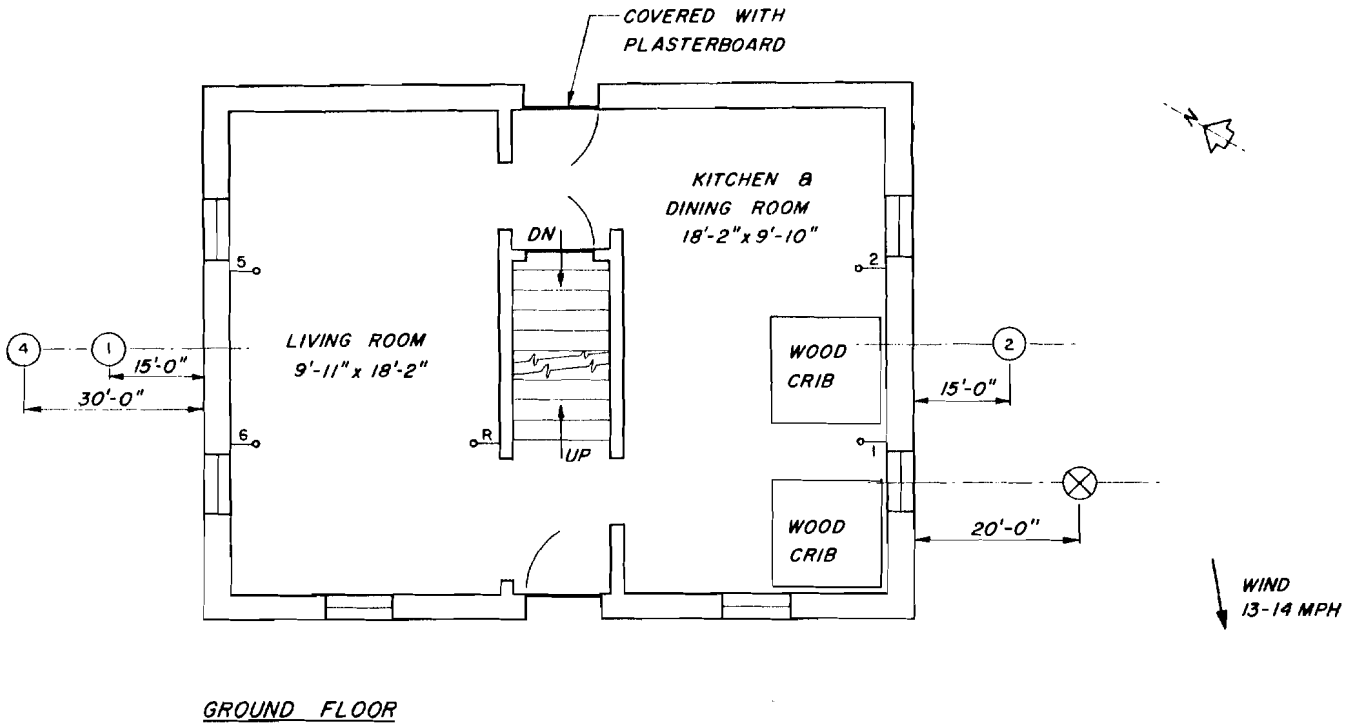 COVERED WITH
PLASTERBOARD
N
KITCHEN &
DINING ROOM
18'-2" x 9'-10"
DN
5
2
4
1
15'-0"
30'-0"
LIVING ROOM
9'-11" x 18'-2"
WOOD
CRIB
2
15'-0"
6
R
UP
1
WOOD
CRIB
20'-0"
WIND
13-14 MPH
GROUND FLOOR